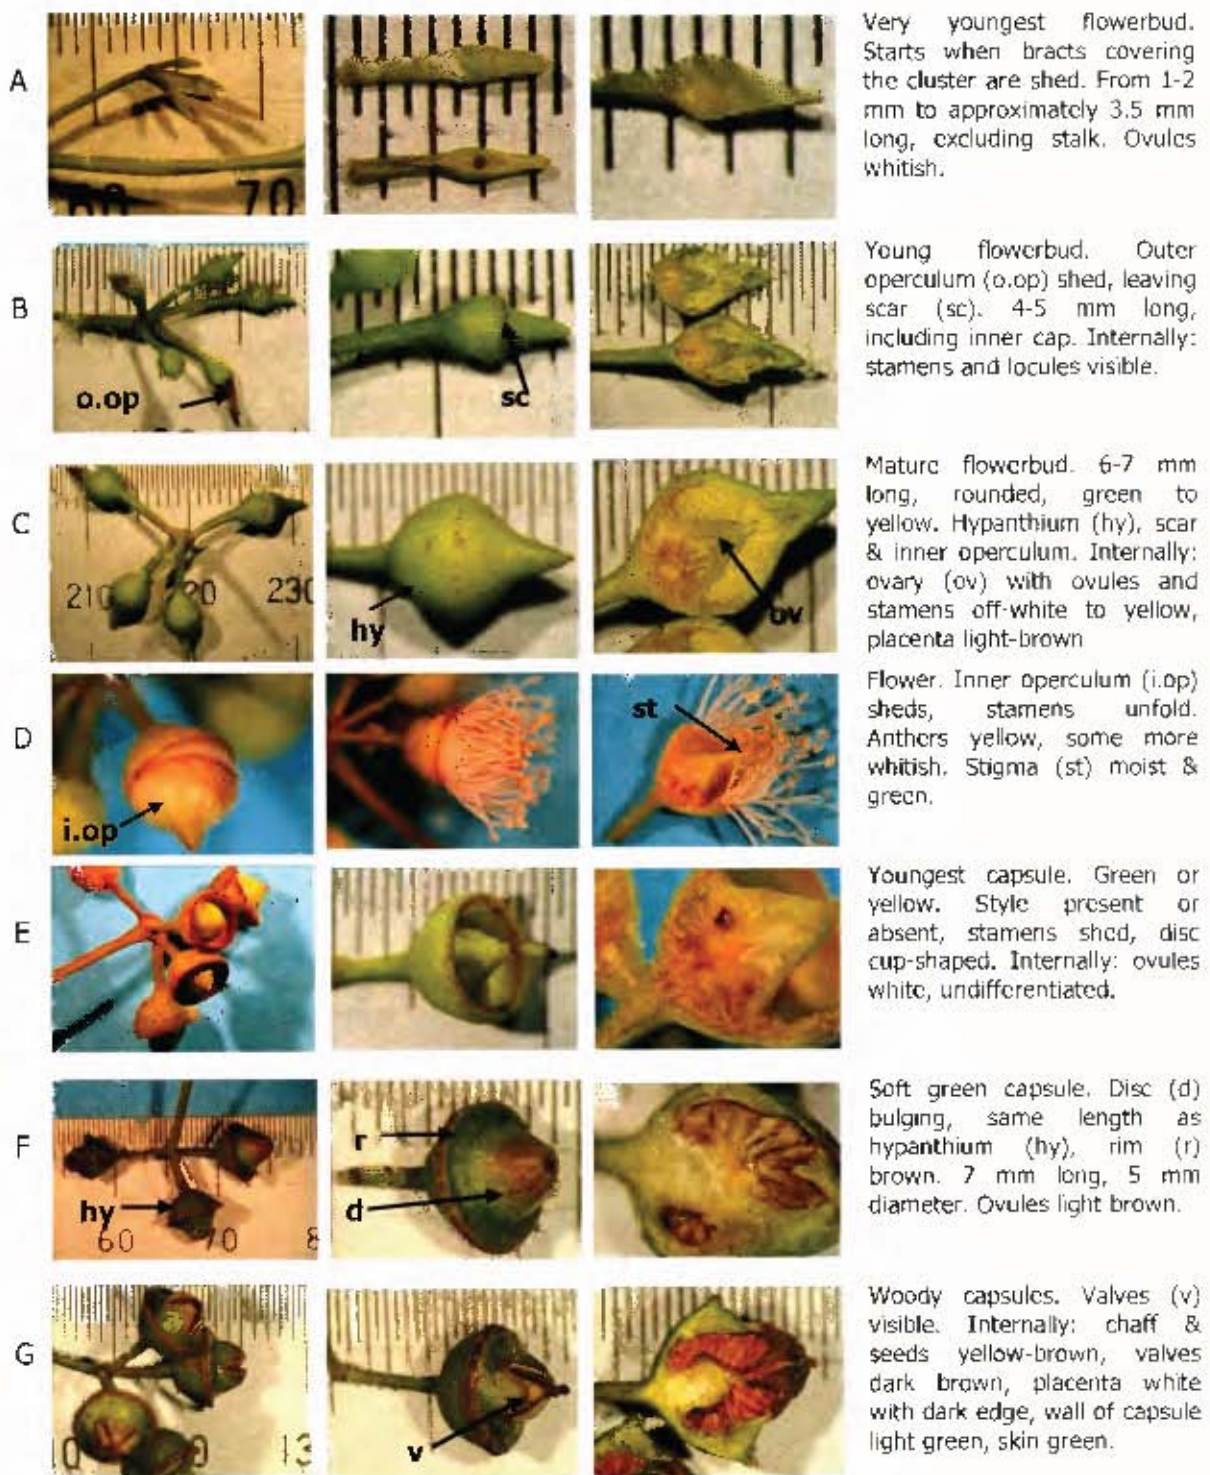 A
70
Very youngest flowerbud.
Starts when bracts covering
the cluster are shed. From 1-2
mm to approximately 3.5 mm
long, excluding stalk. Ovules
whitish.
B
o.op
sc
Young flowerbud. Outer
operculum (o.op) shed, leaving
scar (sc). 4-5 mm long,
including inner cap. Internally:
stamens and locules visible.
C
210
20
230
hy
ov
Mature flowerbud. 6-7 mm
long, rounded, green to
yellow. Hypanthium (hy), scar
& inner operculum. Internally:
ovary (ov) with ovules and
stamens off-white to yellow,
placenta light-brown
D
i.op
st
Flower. Inner operculum (i.op)
sheds, stamens unfold.
Anthers yellow, some more
whitish. Stigma (st) moist &
green.
E
Youngest capsule. Green or
yellow. Style present or
absent, stamens shed, disc
cup-shaped. Internally: ovules
white, undifferentiated.
F
hy
60
70
8
r
d
Soft green capsule. Disc (d)
bulging, same length as
hypanthium (hy), rim (r)
brown. 7 mm long, 5 mm
diameter. Ovules light brown.
G
13
v
Woody capsules. Valves (v)
visible. Internally: chaff &
seeds yellow-brown, valves
dark brown, placenta white
with dark edge, wall of capsule
light green, skin green.